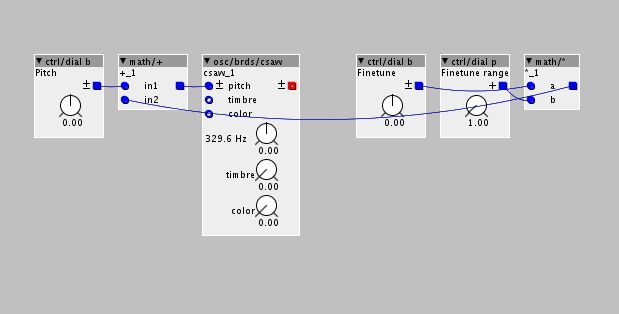 ▼ctrl/dial b
Pitch
±
0.00
▼math/+
+_1
in1
in2
▼osc/brds/csaw
csaw_1
± pitch ±
timbre
color
329.6 Hz
0.00
timbre
0.00
color
0.00
▼ctrl/dial b
Finetune
±
0.00
▼ctrl/dial p
Finetune range
+
1.00
▼math/*
*_1
a
b